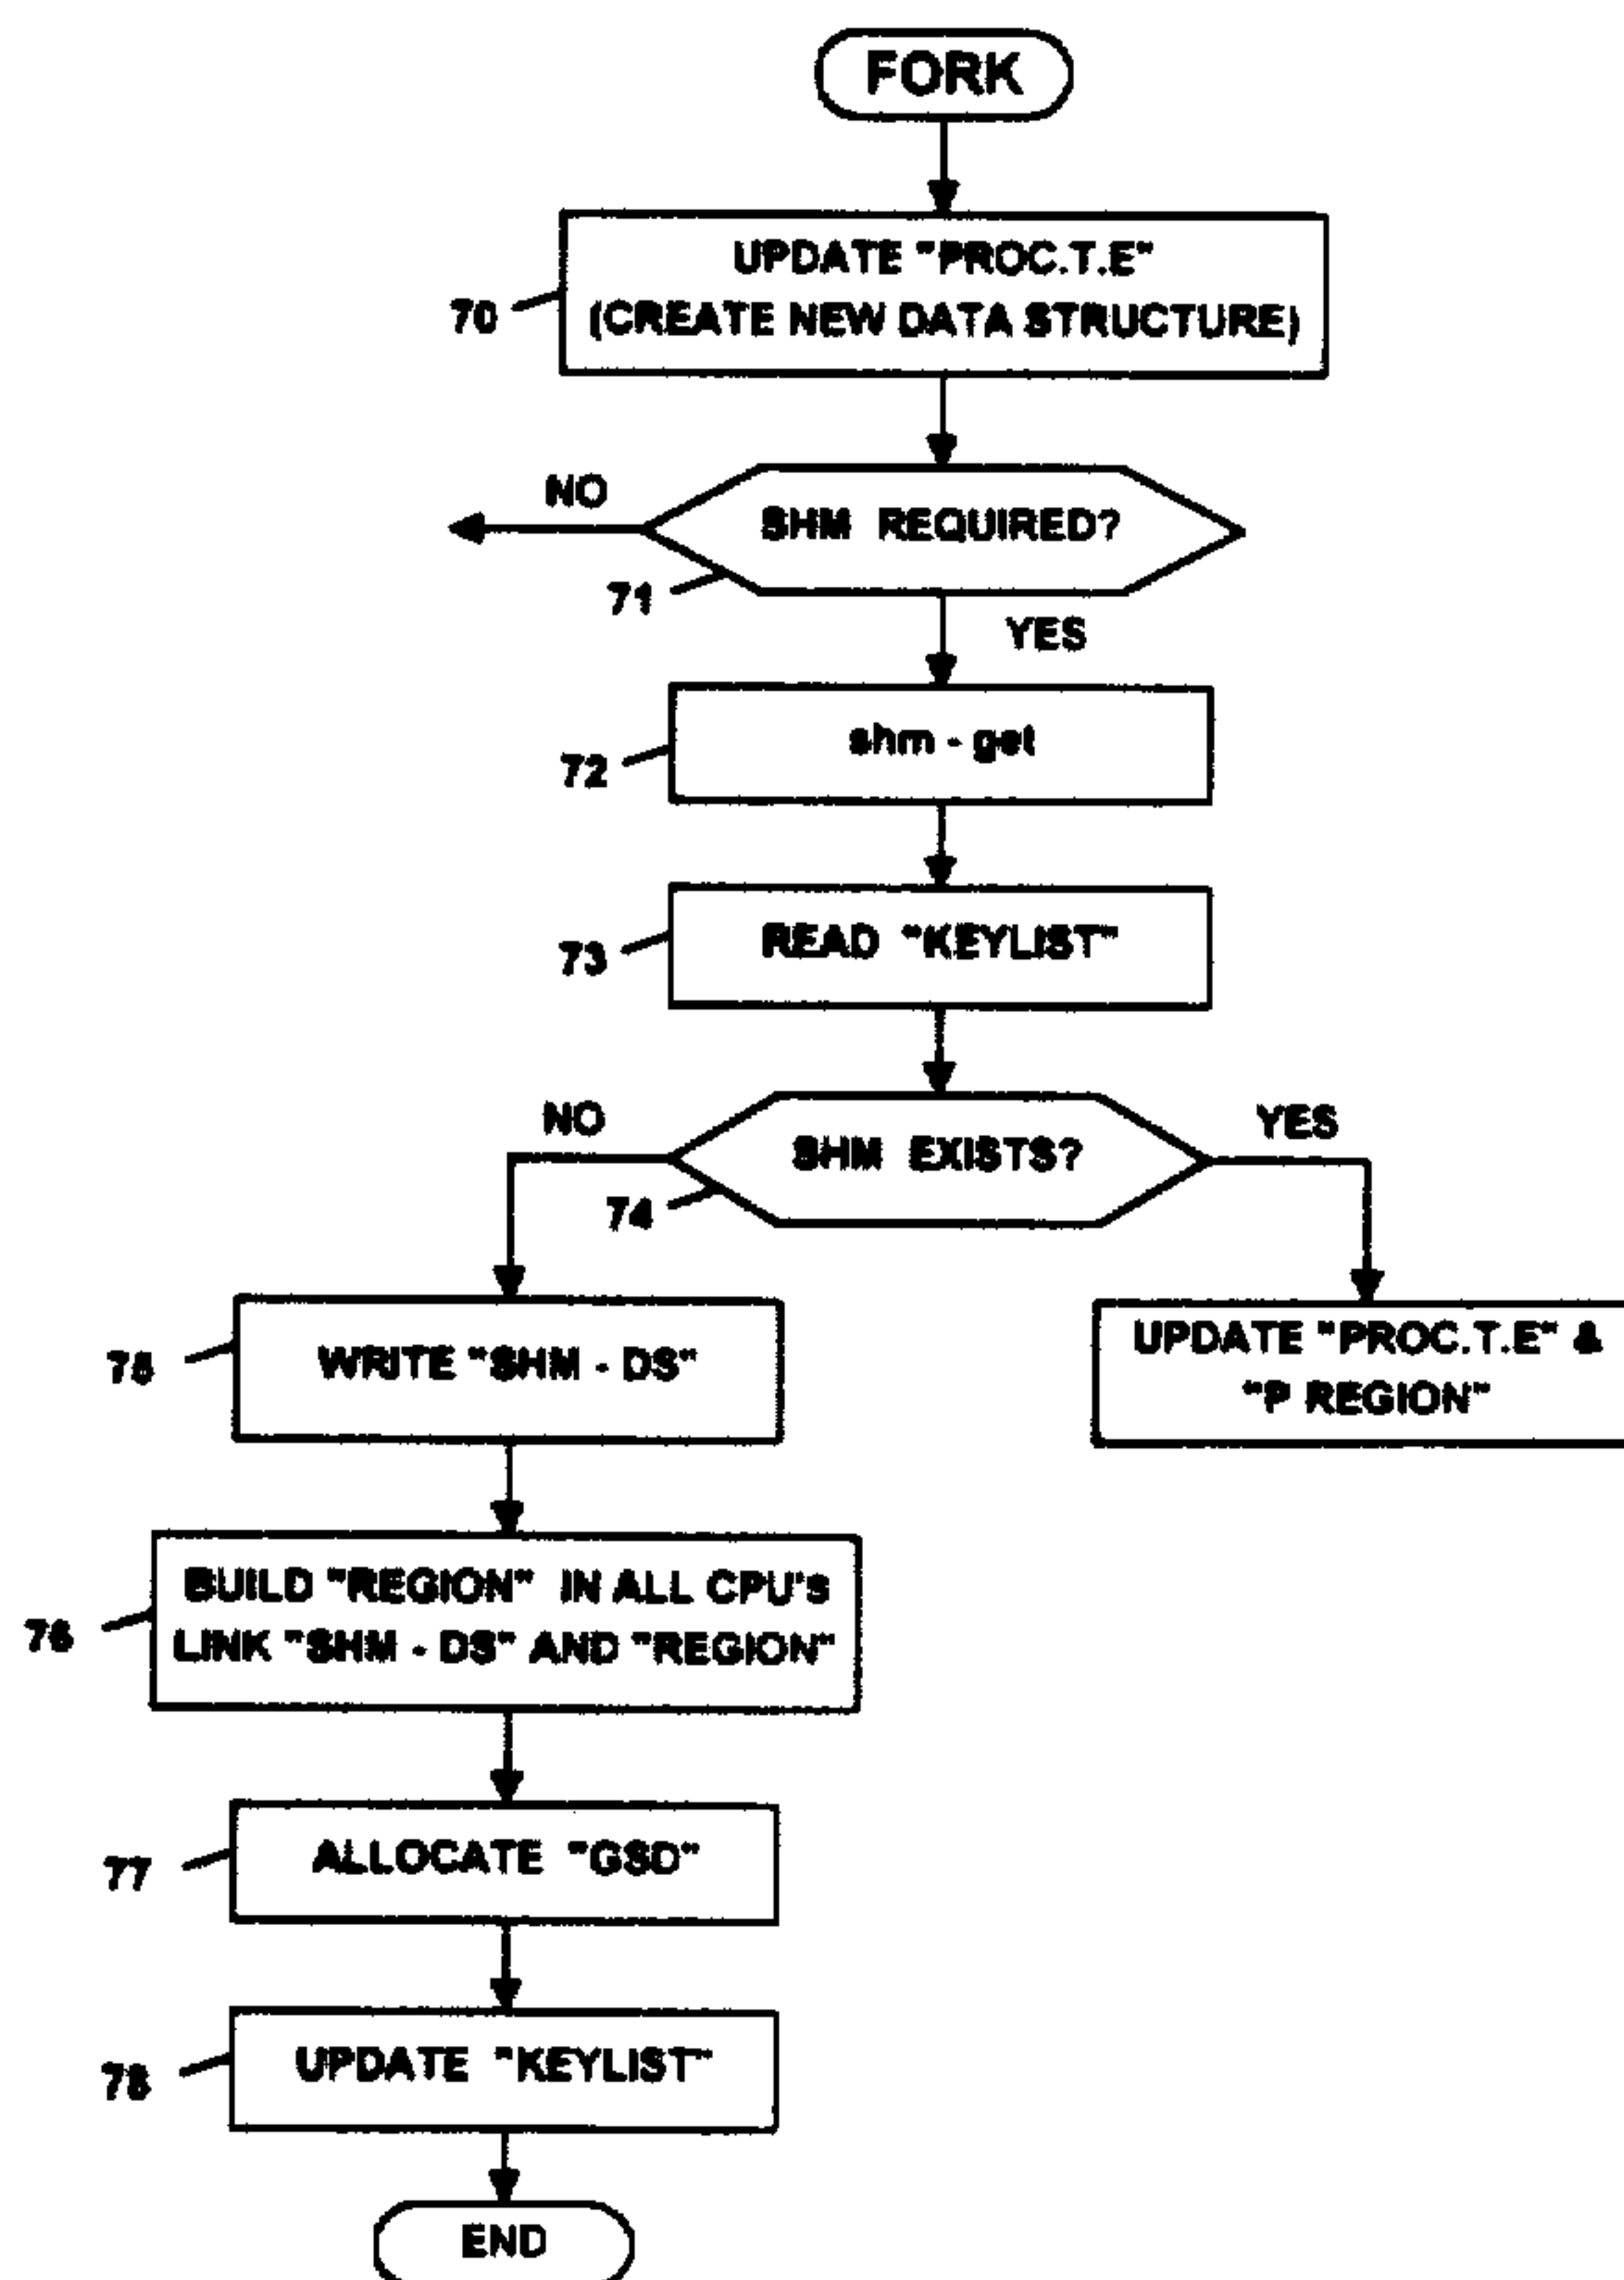 FORK
UPDATE "PROC.T.E"
(CREATE NEW DATA STRUCTURE)
70
NO
SHM REQUIRED?
71
YES
shm - get
72
READ "KEYLIST"
73
NO
SHM EXISTS?
YES
74
WRITE "SHM - DS"
75
UPDATE "PROC.T.E" &
"P REGION"
BUILD "REGION" IN ALL CPU'S
LINK "SHM - DS" AND "REGION"
76
ALLOCATE "GSD"
77
UPDATE "KEYLIST"
78
END